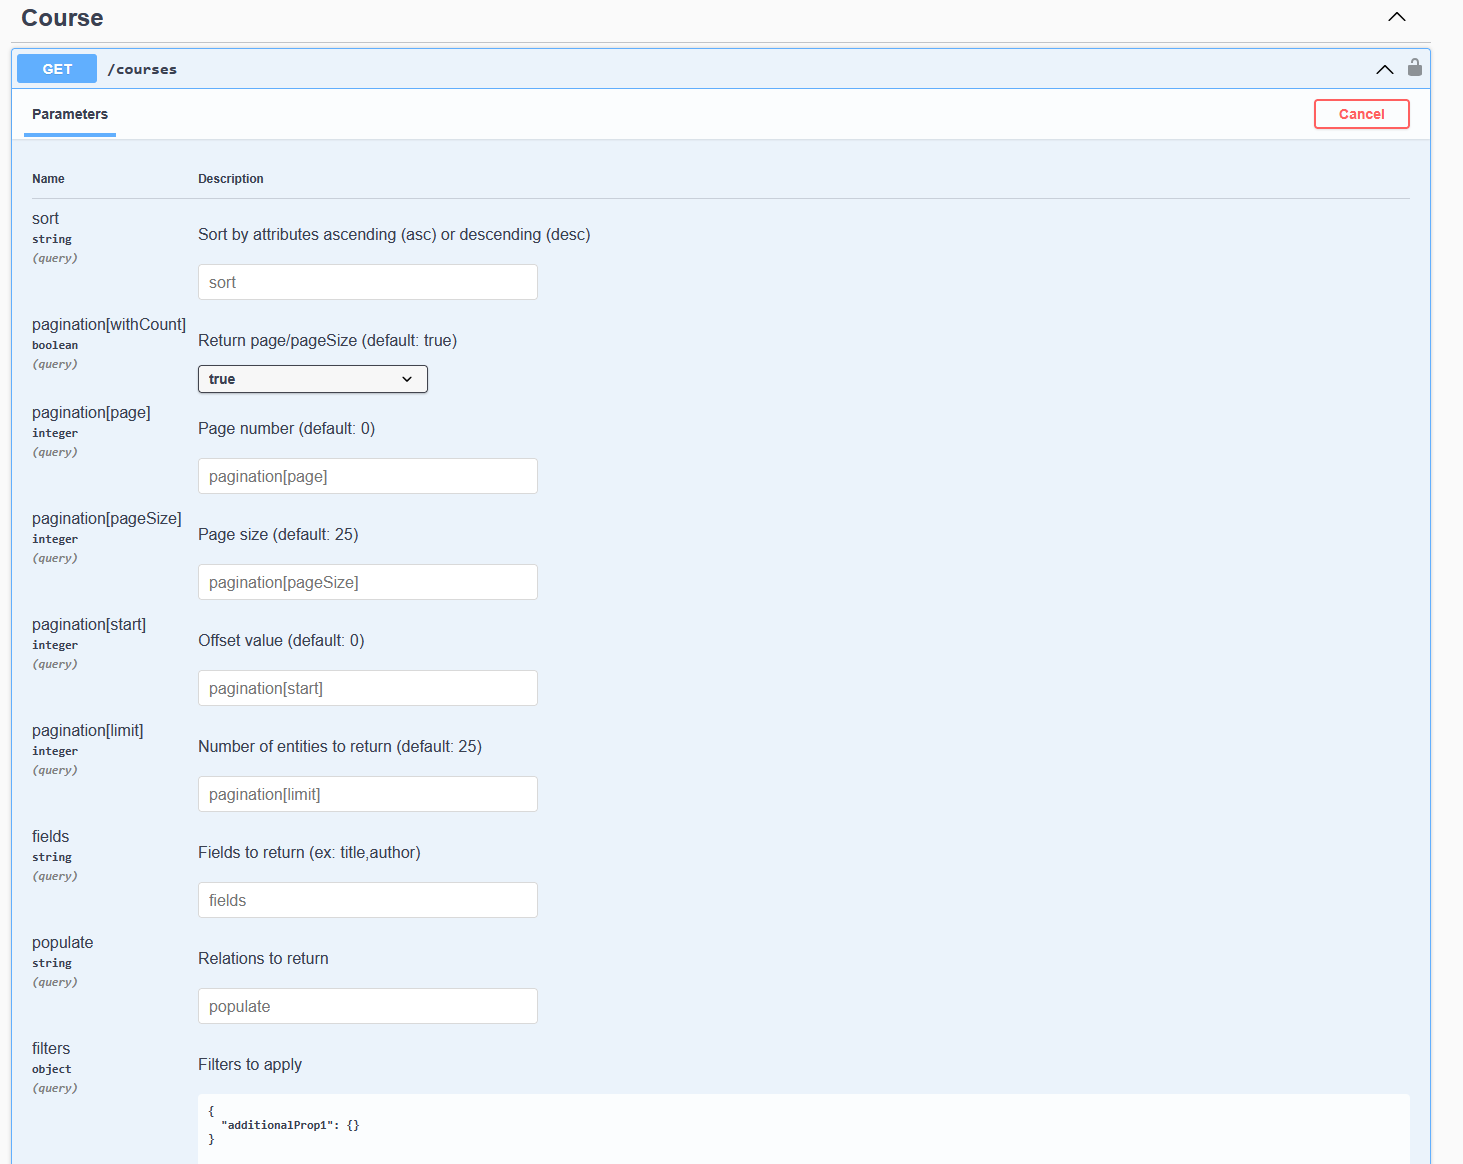 Course
GET /courses
Parameters
Cancel
Name Description
sort
string
(query)
Sort by attributes ascending (asc) or descending (desc)
sort
pagination[withCount]
boolean
(query)
Return page/pageSize (default: true)
true
pagination[page]
integer
(query)
Page number (default: 0)
pagination[page]
pagination[pageSize]
integer
(query)
Page size (default: 25)
pagination[pageSize]
pagination[start]
integer
(query)
Offset value (default: 0)
pagination[start]
pagination[limit]
integer
(query)
Number of entities to return (default: 25)
pagination[limit]
fields
string
(query)
Fields to return (ex: title,author)
fields
populate
string
(query)
Relations to return
populate
filters
object
(query)
Filters to apply
{
"additionalProp1": {}
}